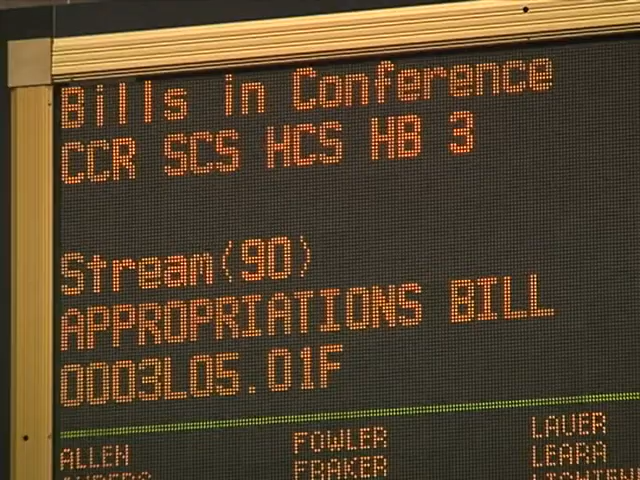 Bills in Conference
CCR SCS HCS HB 3
Stream(90)
APPROPRIATIONS BILL
0003L05.01F
ALLEN FOWLER LAUER
FRAKER LEARA